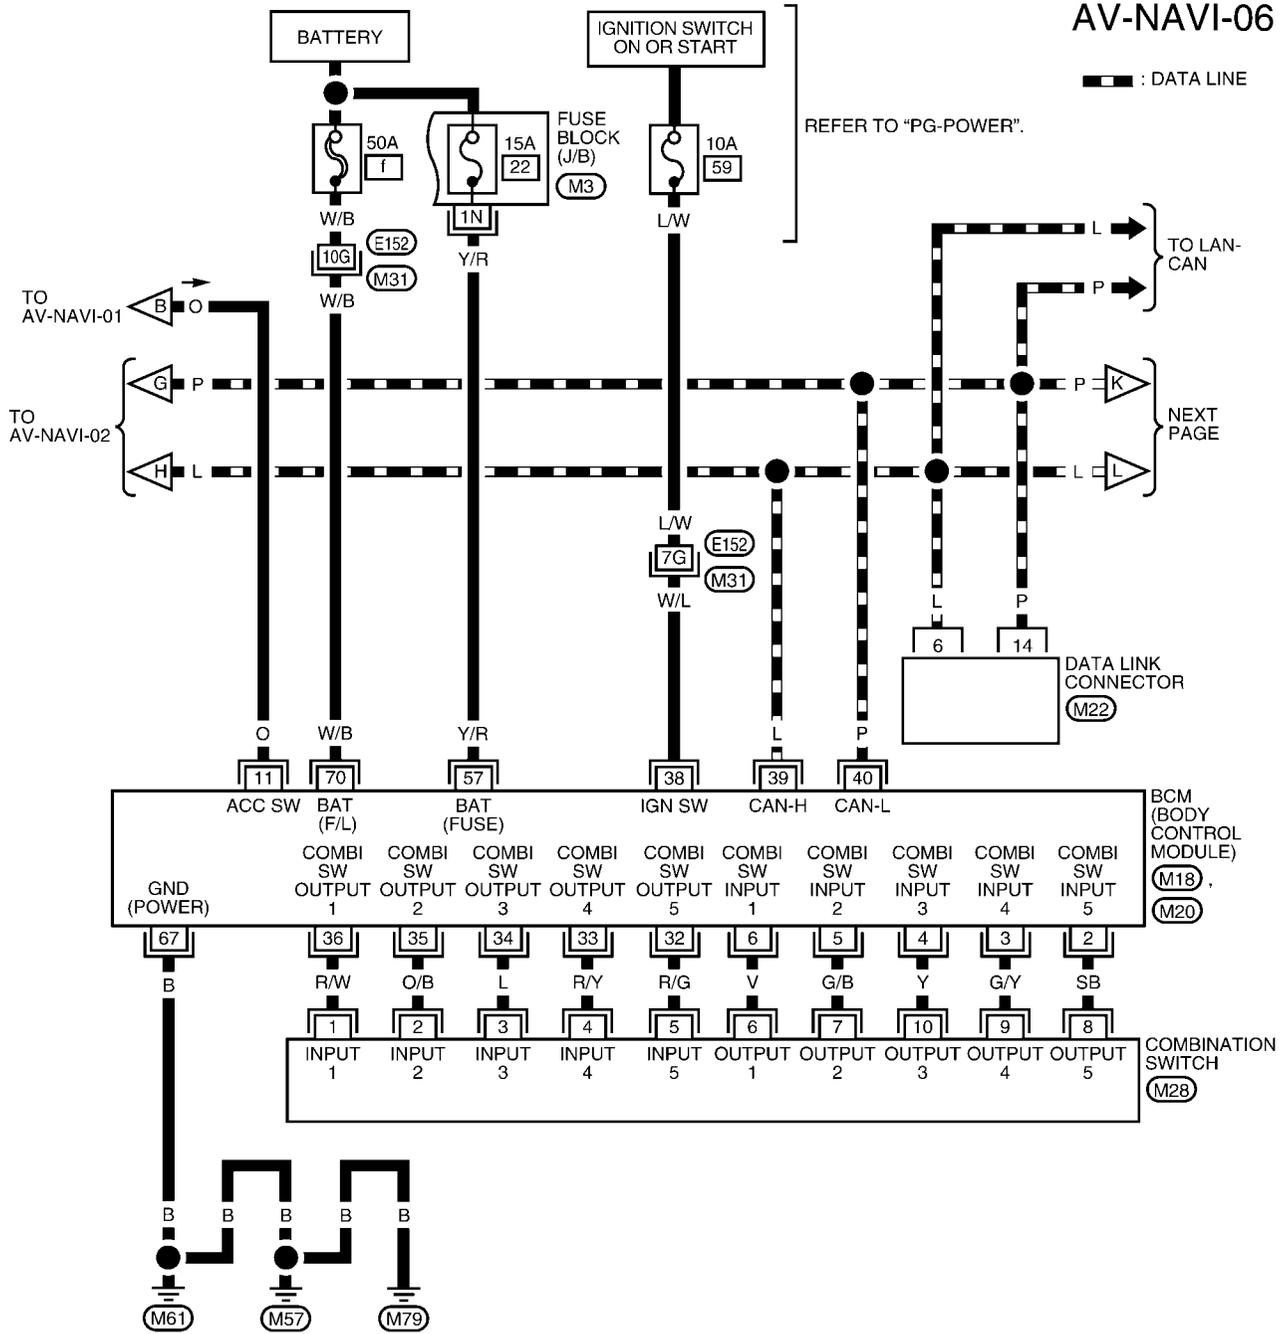 AV-NAVI-06
BATTERY
IGNITION SWITCH
ON OR START
: DATA LINE
REFER TO “PG-POWER”.
50A
f
15A
22
FUSE
BLOCK
(J/B)
M3
10A
59
W/B
1N
L/W
10G
E152
M31
Y/R
W/B
TO
AV-NAVI-01
B
O
L
P
TO LAN-
CAN
TO
AV-NAVI-02
G
P
H
L
P
K
L
L
NEXT
PAGE
L/W
7G
E152
M31
W/L
L
P
6
14
DATA LINK
CONNECTOR
M22
O
W/B
Y/R
L
P
11
70
57
38
39
40
ACC SW
BAT
(F/L)
BAT
(FUSE)
IGN SW
CAN-H
CAN-L
BCM
(BODY
CONTROL
MODULE)
M18 ,
M20
GND
(POWER)
COMBI
SW
OUTPUT
1
COMBI
SW
OUTPUT
2
COMBI
SW
OUTPUT
3
COMBI
SW
OUTPUT
4
COMBI
SW
OUTPUT
5
COMBI
SW
INPUT
1
COMBI
SW
INPUT
2
COMBI
SW
INPUT
3
COMBI
SW
INPUT
4
COMBI
SW
INPUT
5
67
36
35
34
33
32
6
5
4
3
2
B
R/W
O/B
L
R/Y
R/G
V
G/B
Y
G/Y
SB
1
2
3
4
5
6
7
10
9
8
INPUT
1
INPUT
2
INPUT
3
INPUT
4
INPUT
5
OUTPUT
1
OUTPUT
2
OUTPUT
3
OUTPUT
4
OUTPUT
5
COMBINATION
SWITCH
M28
B
B
B
B
B
M61
M57
M79